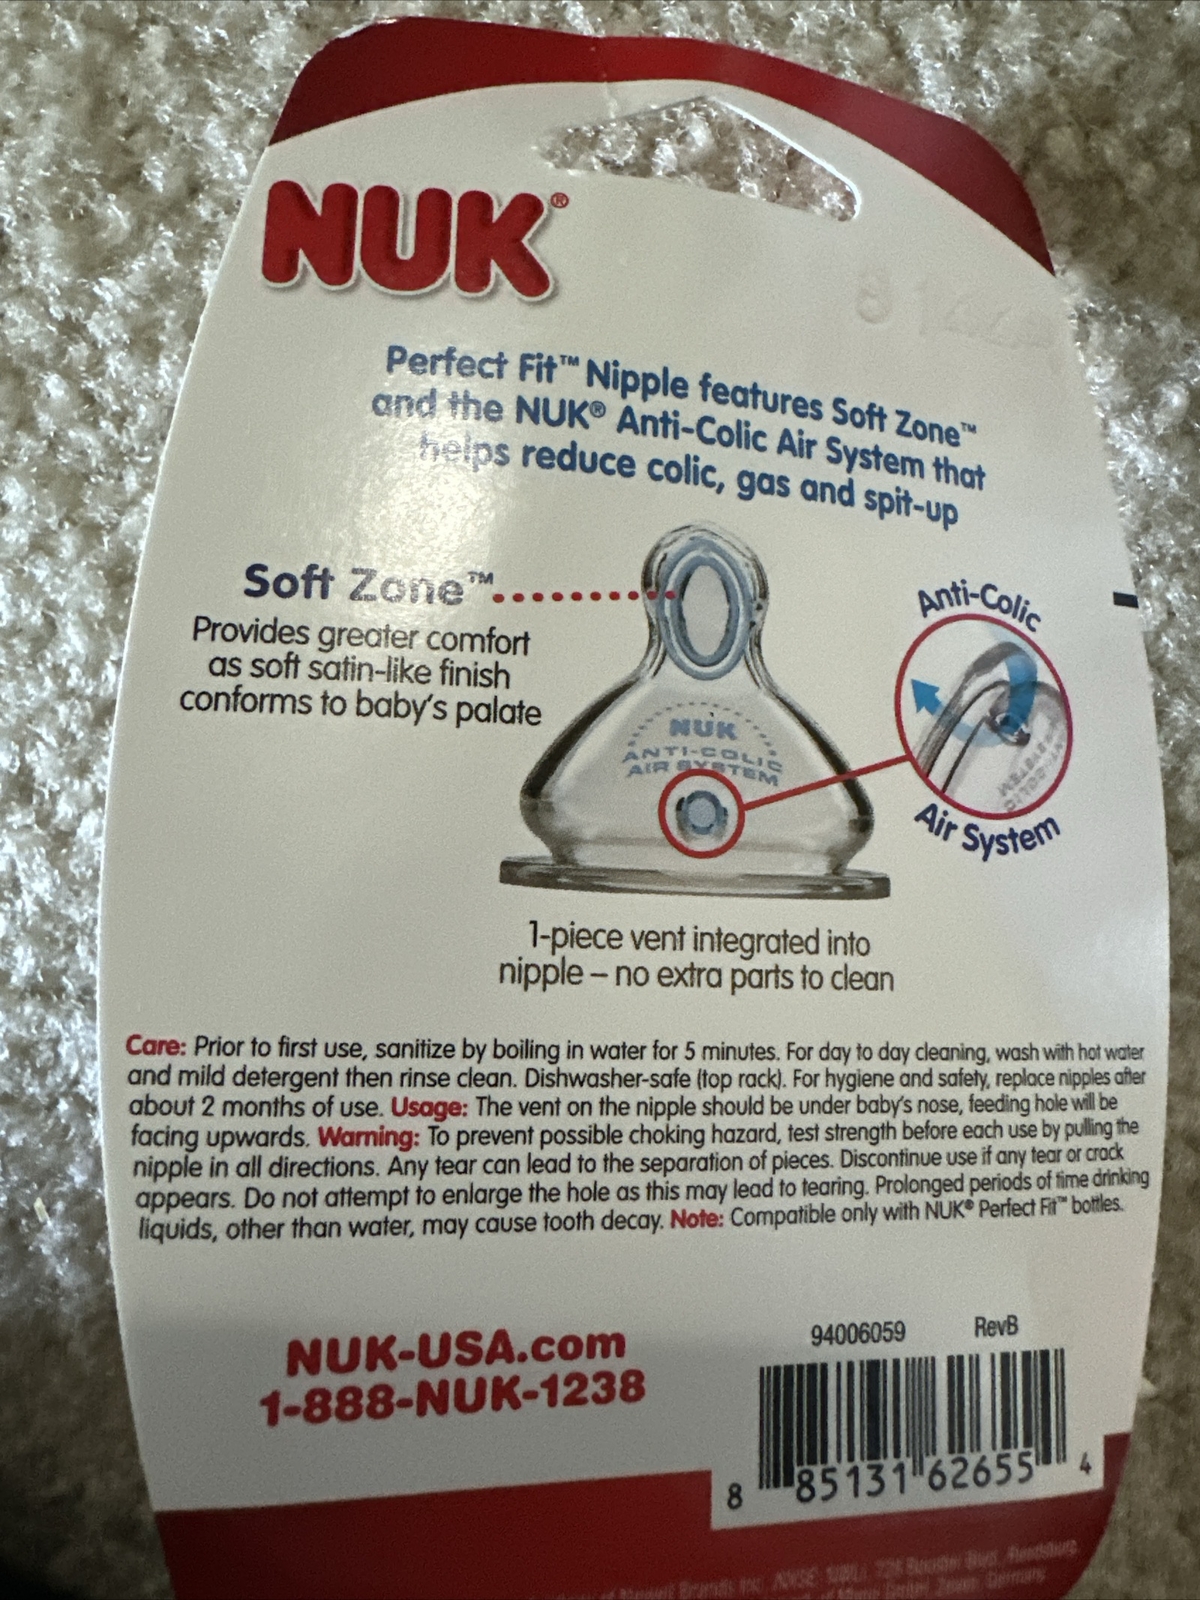 NUK®
Perfect Fit™ Nipple features Soft Zone™
and the NUK® Anti-Colic Air System that
helps reduce colic, gas and spit-up
Soft Zone™
Provides greater comfort
as soft satin-like finish
conforms to baby's palate
NUK
ANTI-COLIC
AIR SYSTEM
Anti-Colic
Air System
1-piece vent integrated into
nipple – no extra parts to clean
Care: Prior to first use, sanitize by boiling in water for 5 minutes. For day to day cleaning, wash with hot water
and mild detergent then rinse clean. Dishwasher-safe (top rack). For hygiene and safety, replace nipples after
about 2 months of use. Usage: The vent on the nipple should be under baby's nose, feeding hole will be
facing upwards. Warning: To prevent possible choking hazard, test strength before each use by pulling the
nipple in all directions. Any tear can lead to the separation of pieces. Discontinue use if any tear or crack
appears. Do not attempt to enlarge the hole as this may lead to tearing. Prolonged periods of time drinking
liquids, other than water, may cause tooth decay. Note: Compatible only with NUK® Perfect Fit™ bottles.
NUK-USA.com
1-888-NUK-1238
94006059 RevB
8 85131 62655 4